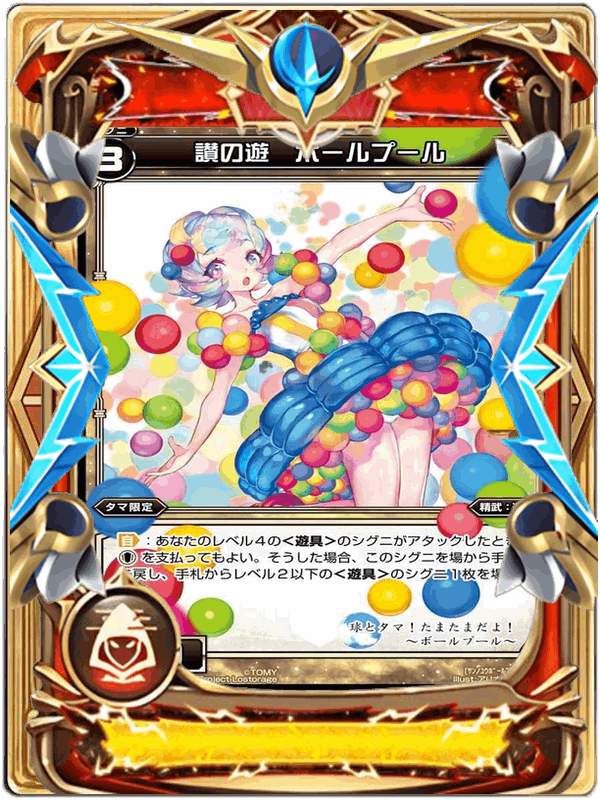 3
讃の遊 ボールプール
タマ限定
精武：
自：あなたのレベル４の＜遊具＞のシグニがアタックしたと
を支払ってもよい。そうした場合、このシグニを場から手
戻し、手札からレベル２以下の＜遊具＞のシグニ１枚を場
球とタマ！たまたまだよ！
～ボールプール～
©TOMY
roject Lostorage
Illust.